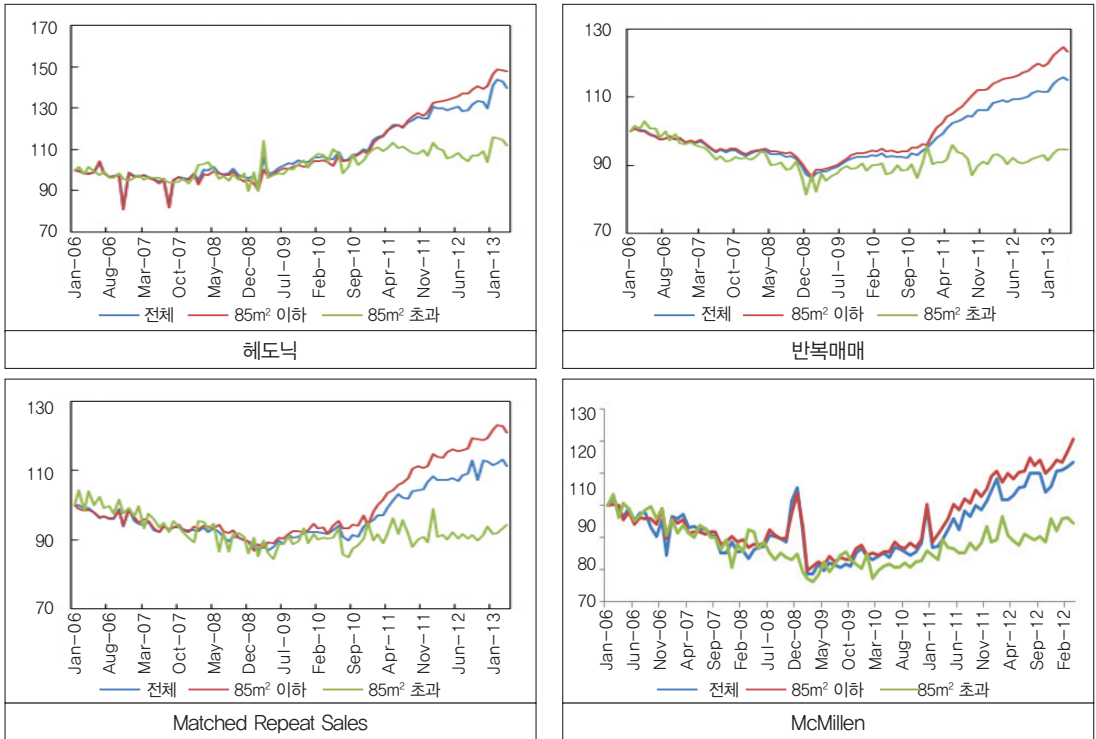 170
150
130
110
90
70
Jan-06
Aug-06
Mar-07
Oct-07
May-08
Dec-08
Jul-09
Feb-10
Sep-10
Apr-11
Nov-11
Jun-12
Jan-13
전체 85m² 이하 85m² 초과
헤도닉
130
110
90
70
Jan-06
Aug-06
Mar-07
Oct-07
May-08
Dec-08
Jul-09
Feb-10
Sep-10
Apr-11
Nov-11
Jun-12
Jan-13
전체 85m² 이하 85m² 초과
반복매매
130
110
90
70
Jan-06
Aug-06
Mar-07
Oct-07
May-08
Dec-08
Jul-09
Feb-10
Sep-10
Apr-11
Nov-11
Jun-12
Jan-13
전체 85m² 이하 85m² 초과
Matched Repeat Sales
130
120
110
90
80
70
Jan-06
Jun-06
Nov-06
Apr-07
Sep-07
Feb-08
Jul-08
Dec-08
May-09
Oct-09
Mar-10
Aug-10
Jan-11
Jun-11
Nov-11
Apr-12
Sep-12
Feb-12
전체 85m² 이하 85m² 초과
McMillen